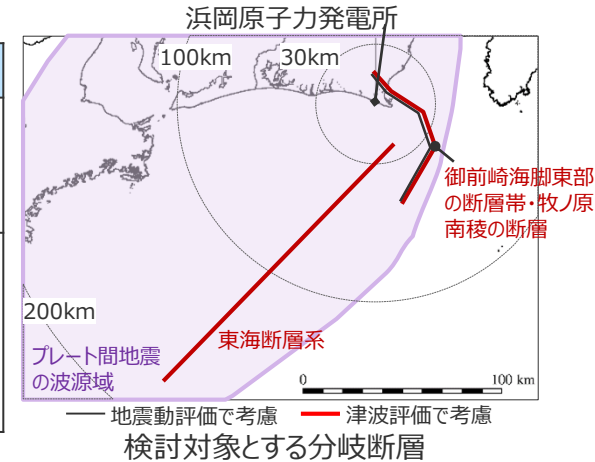 浜岡原子力発電所
100km
30km
御前崎海脚東部
の断層帯・牧ノ原
南稜の断層
200km
東海断層系
プレート間地震
の波源域
0
100 km
地震動評価で考慮
津波評価で考慮
検討対象とする分岐断層